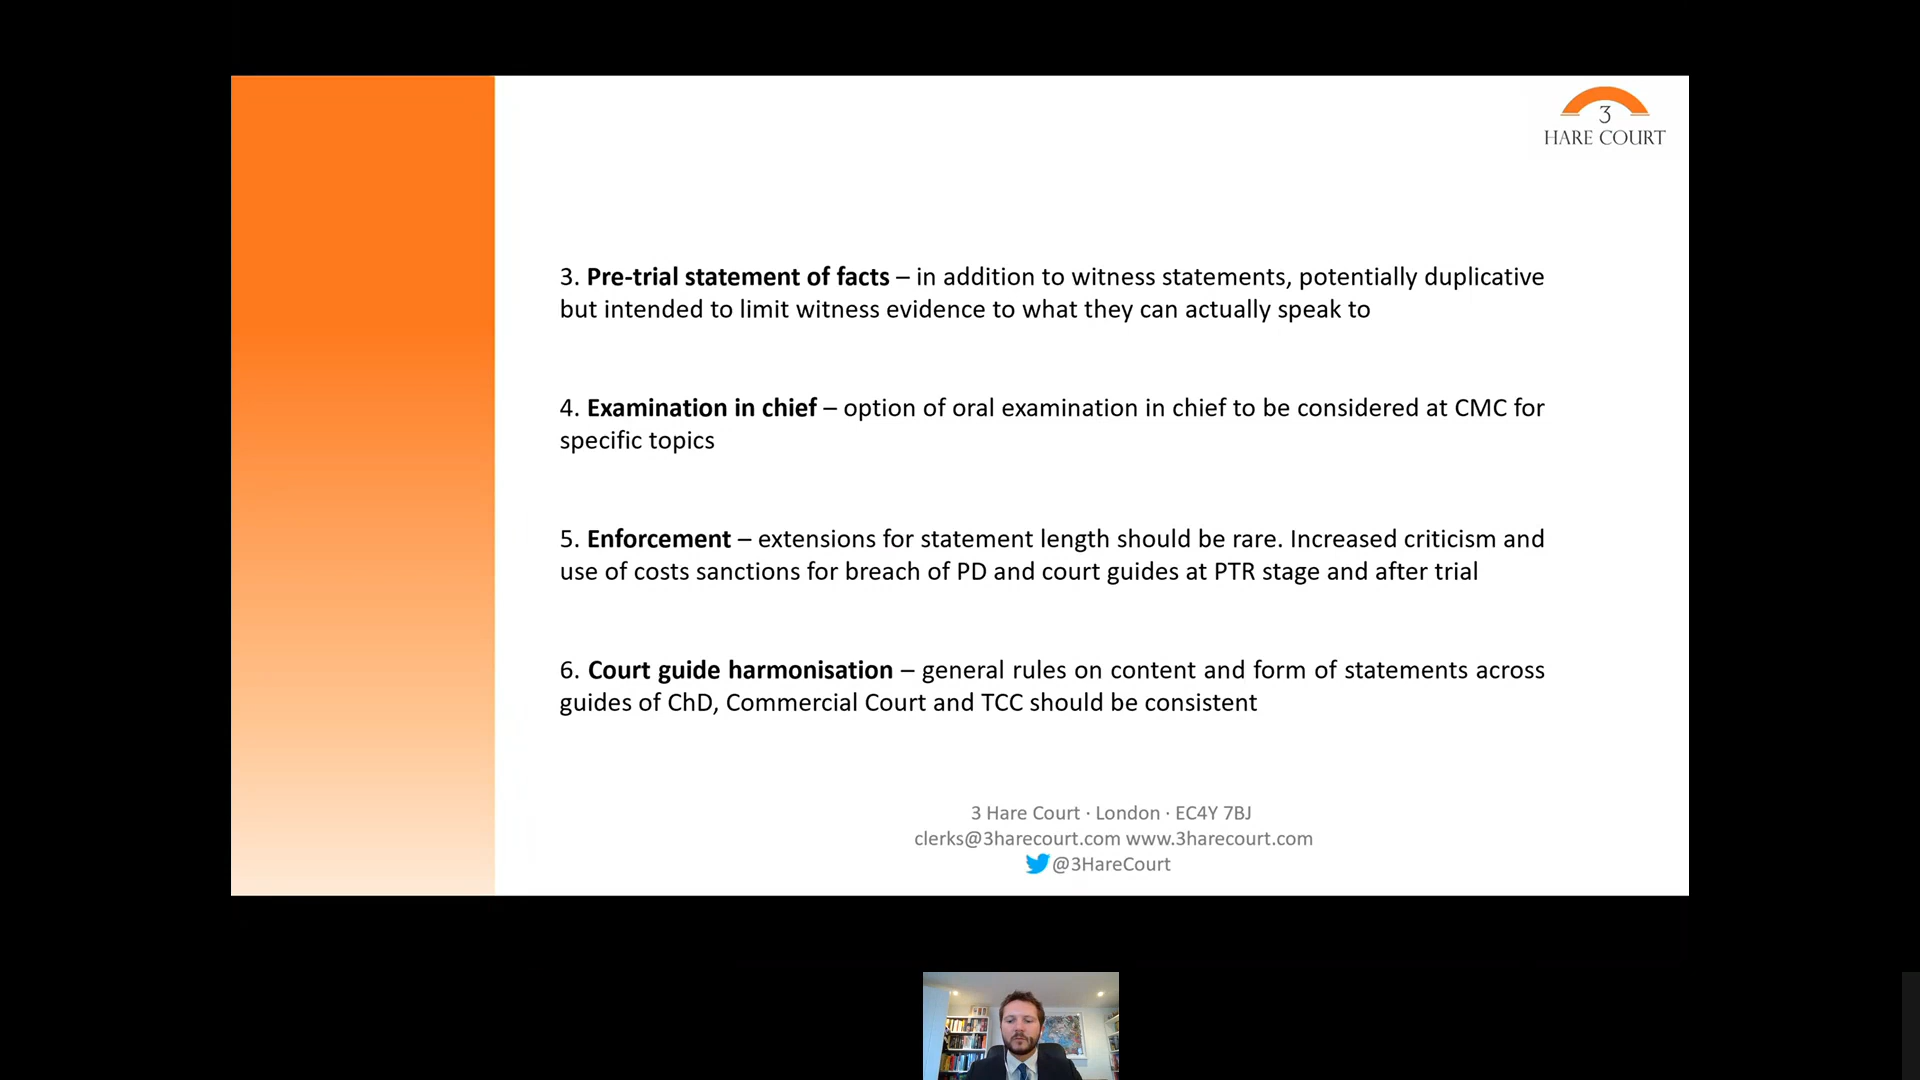 3
HARE COURT
3. Pre-trial statement of facts – in addition to witness statements, potentially duplicative
but intended to limit witness evidence to what they can actually speak to
4. Examination in chief – option of oral examination in chief to be considered at CMC for
specific topics
5. Enforcement – extensions for statement length should be rare. Increased criticism and
use of costs sanctions for breach of PD and court guides at PTR stage and after trial
6. Court guide harmonisation – general rules on content and form of statements across
guides of ChD, Commercial Court and TCC should be consistent
3 Hare Court · London · EC4Y 7BJ
clerks@3harecourt.com www.3harecourt.com
@3HareCourt